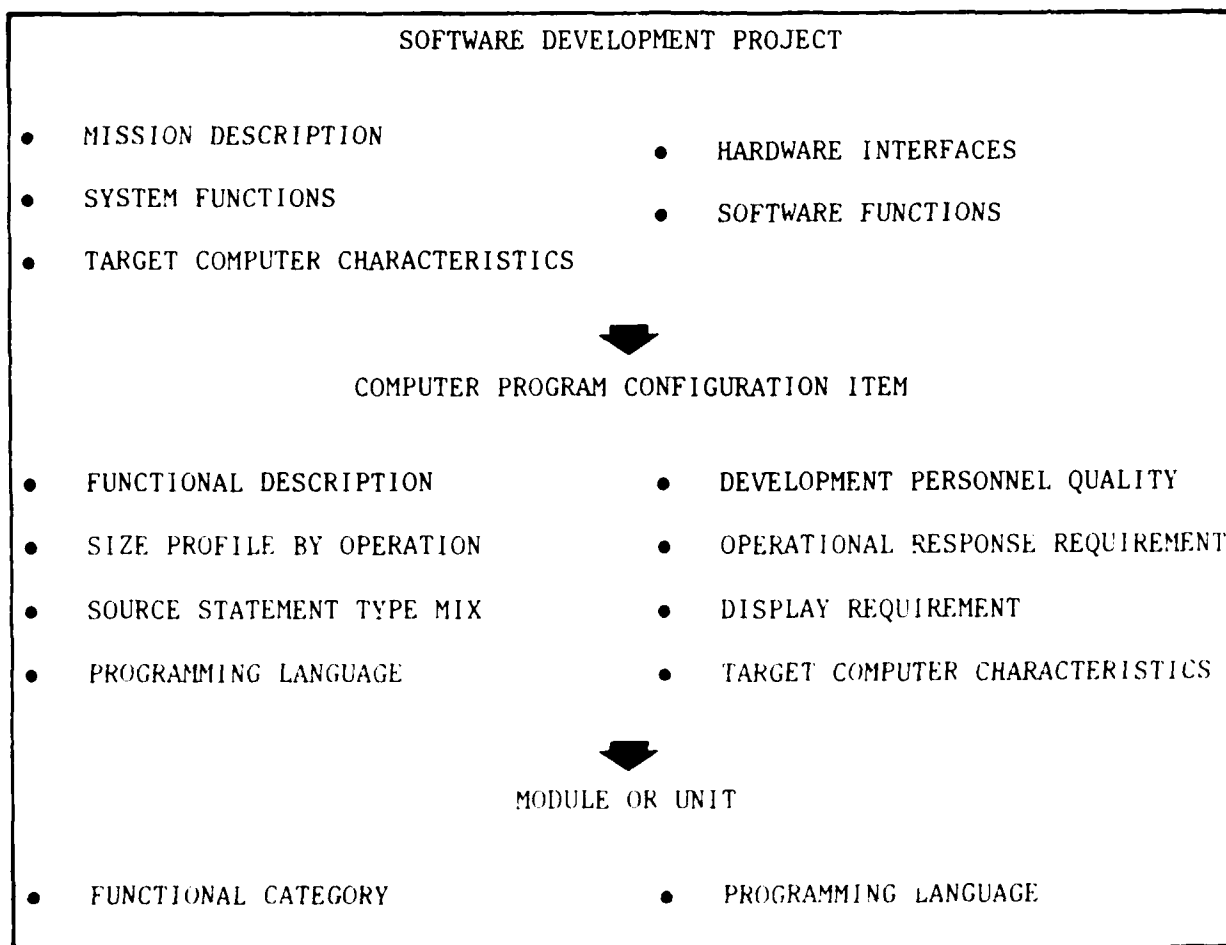 SOFTWARE DEVELOPMENT PROJECT
• MISSION DESCRIPTION
• SYSTEM FUNCTIONS
• TARGET COMPUTER CHARACTERISTICS
• HARDWARE INTERFACES
• SOFTWARE FUNCTIONS
COMPUTER PROGRAM CONFIGURATION ITEM
• FUNCTIONAL DESCRIPTION
• SIZE PROFILE BY OPERATION
• SOURCE STATEMENT TYPE MIX
• PROGRAMMING LANGUAGE
• DEVELOPMENT PERSONNEL QUALITY
• OPERATIONAL RESPONSE REQUIREMENT
• DISPLAY REQUIREMENT
• TARGET COMPUTER CHARACTERISTICS
MODULE OR UNIT
• FUNCTIONAL CATEGORY
• PROGRAMMING LANGUAGE